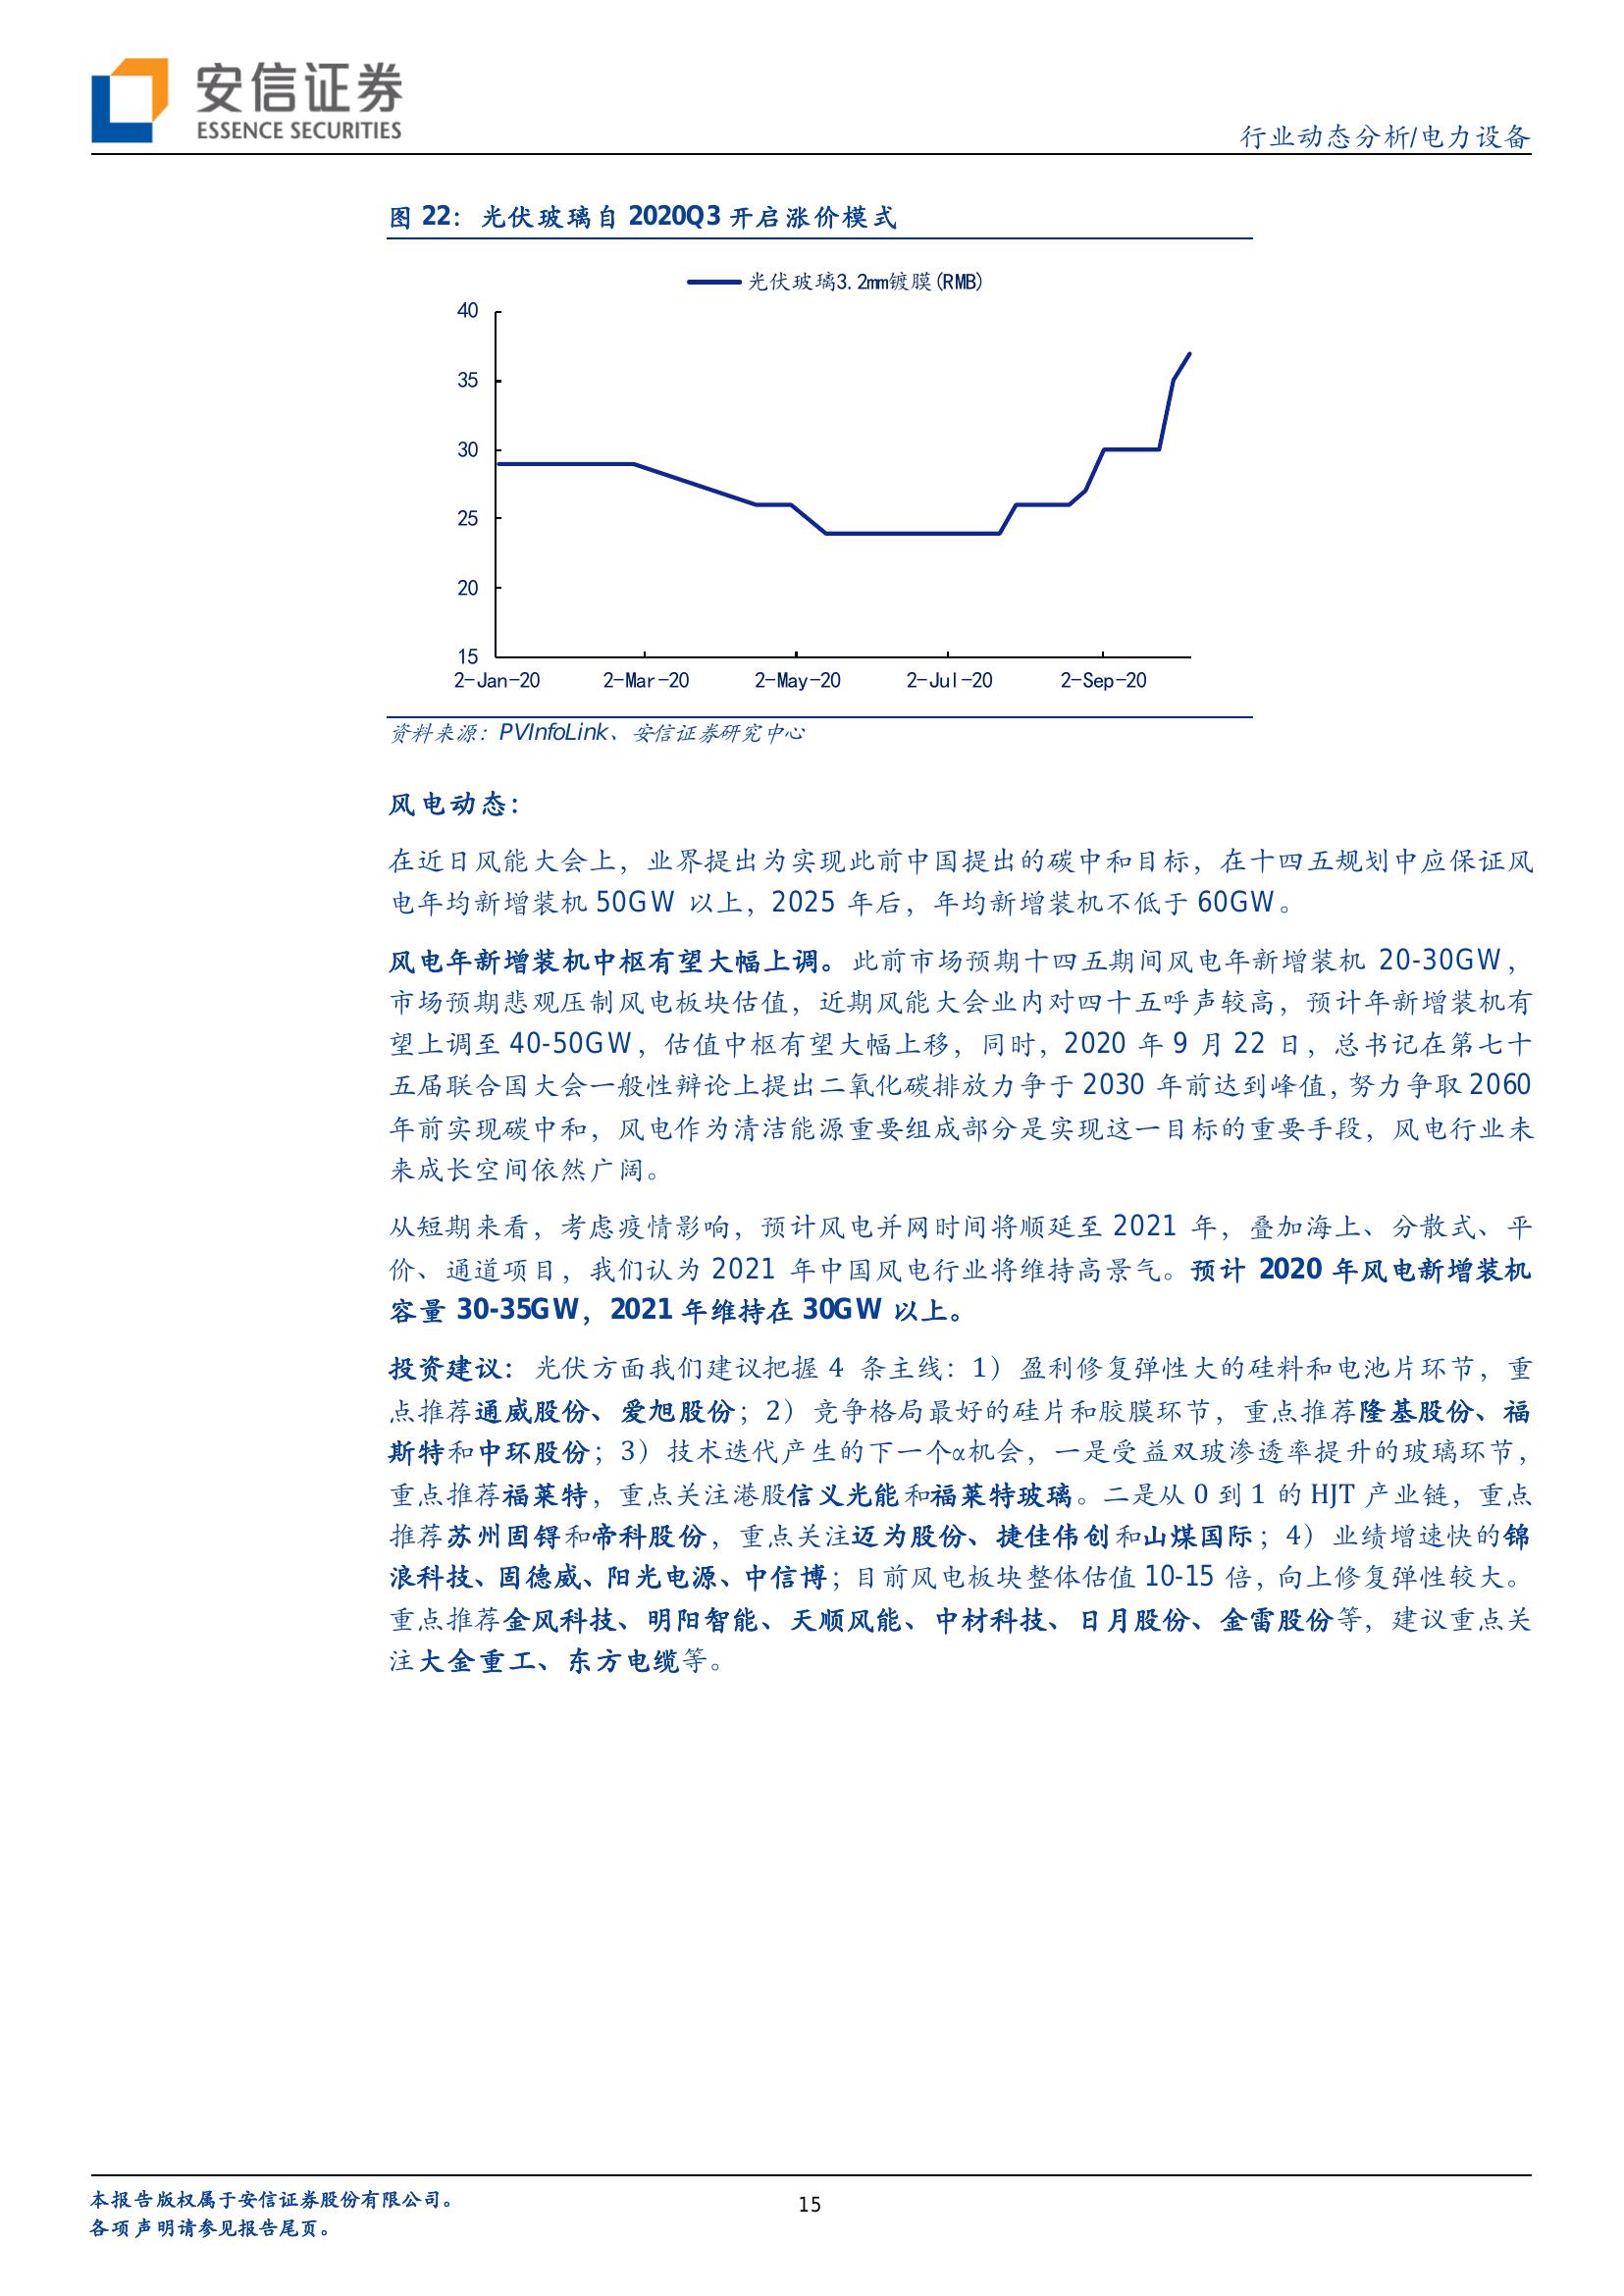 安信证券
ESSENCE SECURITIES
行业动态分析/电力设备
图 22：光伏玻璃自 2020Q3 开启涨价模式
光伏玻璃3.2mm镀膜(RMB)
40
35
30
25
20
15
2-Jan-20 2-Mar-20 2-May-20 2-Jul-20 2-Sep-20
资料来源：PVInfoLink、安信证券研究中心
风电动态：
在近日风能大会上，业界提出为实现此前中国提出的碳中和目标，在十四五规划中应保证风
电年均新增装机 50GW 以上，2025 年后，年均新增装机不低于 60GW。
风电年新增装机中枢有望大幅上调。此前市场预期十四五期间风电年新增装机 20-30GW，
市场预期悲观压制风电板块估值，近期风能大会业内对四十五呼声较高，预计年新增装机有
望上调至 40-50GW，估值中枢有望大幅上移，同时，2020 年 9 月 22 日，总书记在第七十
五届联合国大会一般性辩论上提出二氧化碳排放力争于 2030 年前达到峰值，努力争取 2060
年前实现碳中和，风电作为清洁能源重要组成部分是实现这一目标的重要手段，风电行业未
来成长空间依然广阔。
从短期来看，考虑疫情影响，预计风电并网时间将顺延至 2021 年，叠加海上、分散式、平
价、通道项目，我们认为 2021 年中国风电行业将维持高景气。预计 2020 年风电新增装机
容量 30-35GW，2021 年维持在 30GW 以上。
投资建议：光伏方面我们建议把握 4 条主线：1）盈利修复弹性大的硅料和电池片环节，重
点推荐通威股份、爱旭股份；2）竞争格局最好的硅片和胶膜环节，重点推荐隆基股份、福
斯特和中环股份；3）技术迭代产生的下一个α机会，一是受益双玻渗透率提升的玻璃环节，
重点推荐福莱特，重点关注港股信义光能和福莱特玻璃。二是从 0 到 1 的 HJT 产业链，重点
推荐苏州固锝和帝科股份，重点关注迈为股份、捷佳伟创和山煤国际；4）业绩增速快的锦
浪科技、固德威、阳光电源、中信博；目前风电板块整体估值 10-15 倍，向上修复弹性较大。
重点推荐金风科技、明阳智能、天顺风能、中材科技、日月股份、金雷股份等，建议重点关
注大金重工、东方电缆等。
本报告版权属于安信证券股份有限公司。
各项声明请参见报告尾页。
15